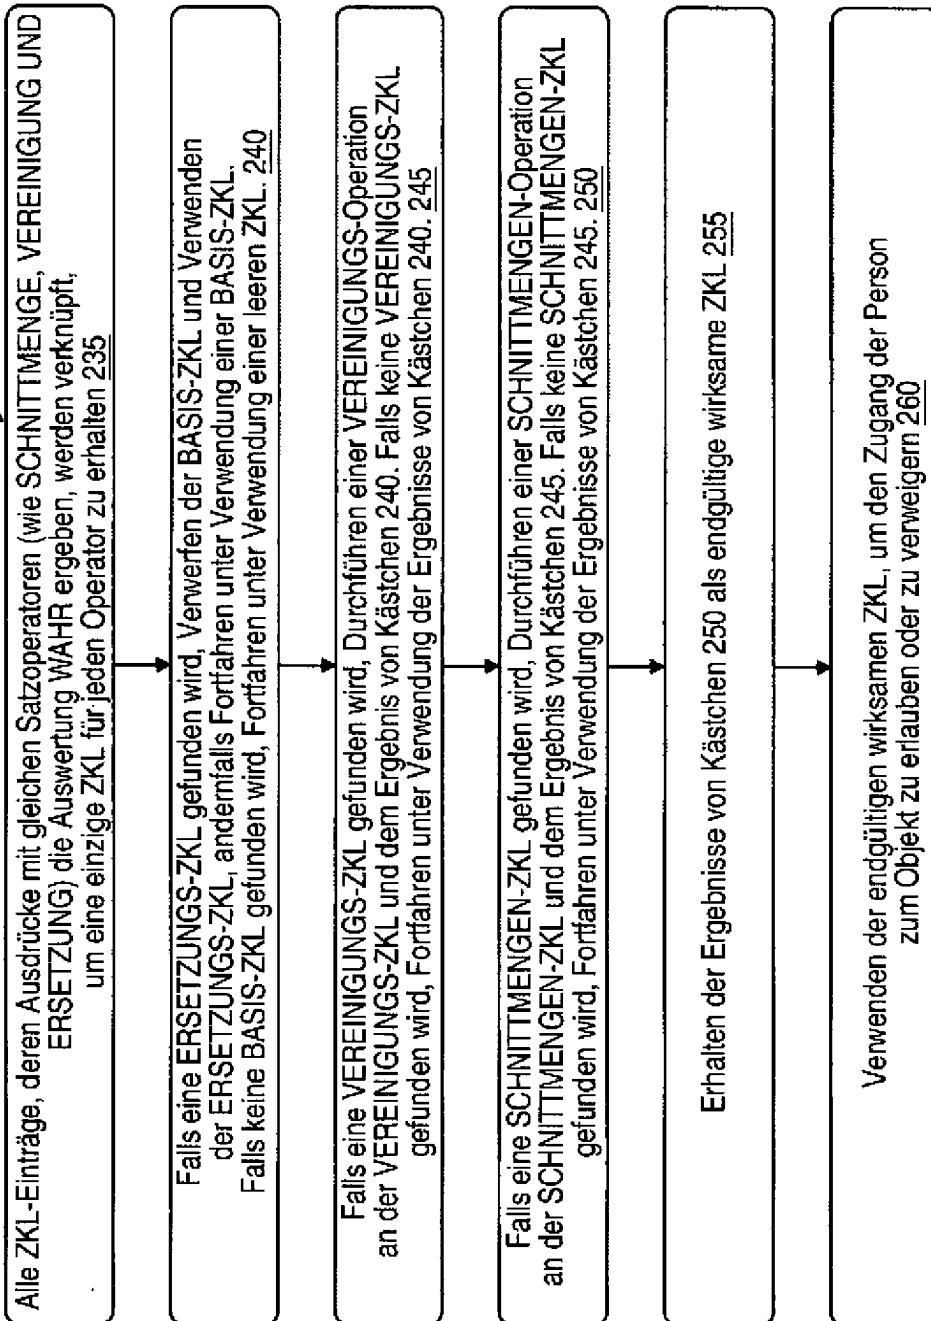 Alle ZKL-Einträge, deren Ausdrücke mit gleichen Satzoperatoren (wie SCHNITTMENGE, VEREINIGUNG UND
ERSETZUNG) die Auswertung WAHR ergeben, werden verknüpft,
um eine einzige ZKL für jeden Operator zu erhalten 235
Falls eine ERSETZUNGS-ZKL gefunden wird, Verwerfen der BASIS-ZKL und Verwenden
der ERSETZUNGS-ZKL, andernfalls Fortfahren unter Verwendung einer BASIS-ZKL.
Falls keine BASIS-ZKL gefunden wird, Fortfahren unter Verwendung einer leeren ZKL. 240
Falls eine VEREINIGUNGS-ZKL gefunden wird, Durchführen einer VEREINIGUNGS-Operation
an der VEREINIGUNGS-ZKL und dem Ergebnis von Kästchen 240. Falls keine VEREINIGUNGS-ZKL
gefunden wird, Fortfahren unter Verwendung der Ergebnisse von Kästchen 240. 245
Falls eine SCHNITTMENGEN-ZKL gefunden wird, Durchführen einer SCHNITTMENGEN-Operation
an der SCHNITTMENGEN-ZKL und dem Ergebnis von Kästchen 245. Falls keine SCHNITTMENGEN-ZKL
gefunden wird, Fortfahren unter Verwendung der Ergebnisse von Kästchen 245. 250
Erhalten der Ergebnisse von Kästchen 250 als endgültige wirksame ZKL 255
Verwenden der endgültigen wirksamen ZKL, um den Zugang der Person
zum Objekt zu erlauben oder zu verweigern 260